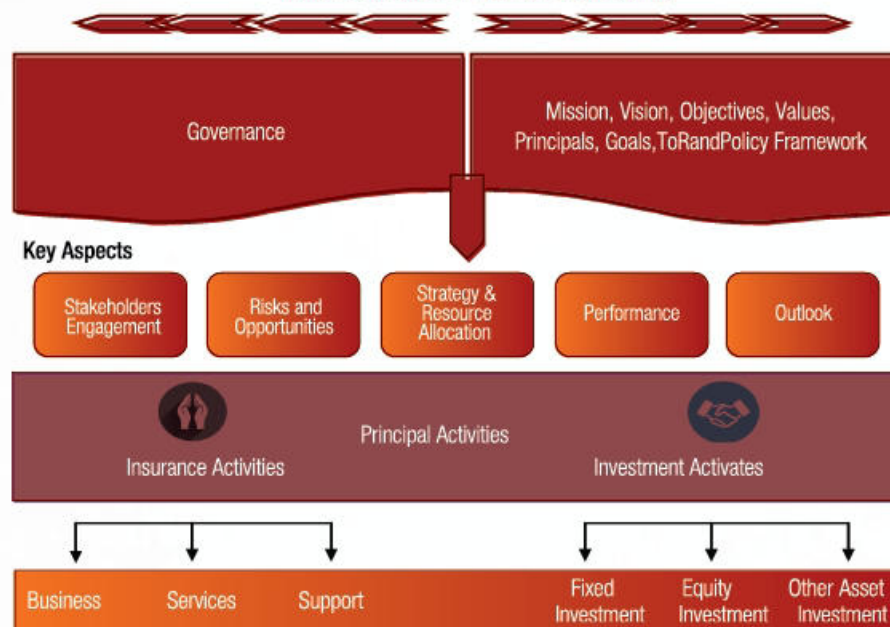 Governance
Mission, Vision, Objectives, Values,
Principals, Goals,ToRandPolicy Framework
Key Aspects
Stakeholders
Engagement
Risks and
Opportunities
Strategy &
Resource
Allocation
Performance
Outlook
Principal Activities
Insurance Activities
Investment Activates
Business
Services
Support
Fixed
Investment
Equity
Investment
Other Asset
Investment